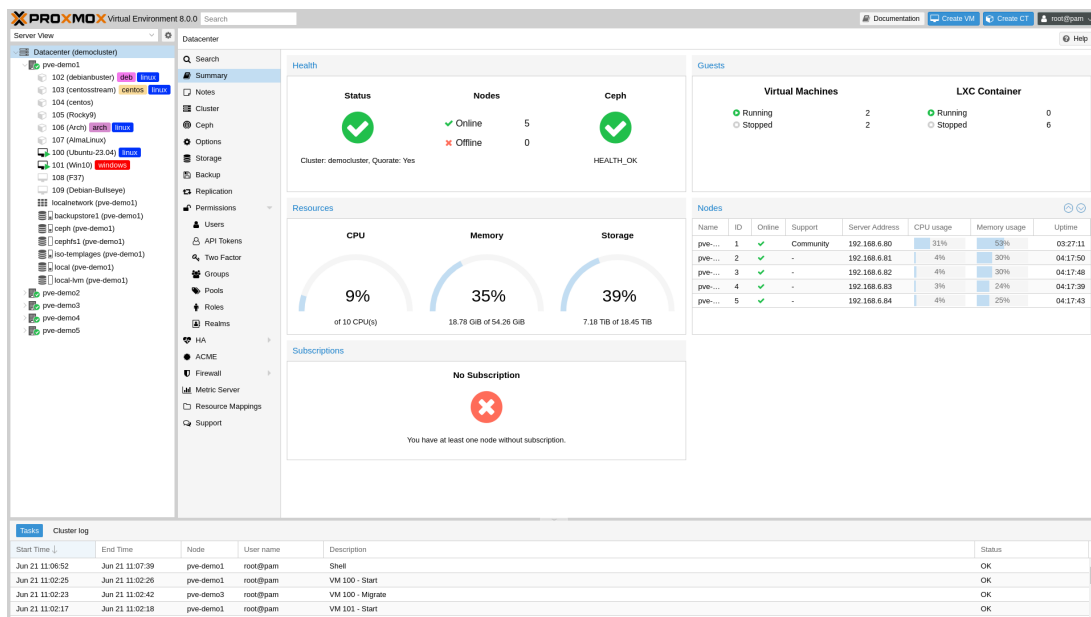 PROXMOX Virtual Environment 8.0.0 Search Documentation Create VM Create CT root@pam
Server View
Datacenter (democluster)
pve-demo1
102 (debianbuster) deb linux
103 (centosstream) centos linux
104 (centos)
105 (Rocky9)
106 (Arch) arch linux
107 (AlmaLinux)
100 (Ubuntu-23.04) linux
101 (Win10) windows
108 (F37)
109 (Debian-Bullseye)
localnetwork (pve-demo1)
backupstore1 (pve-demo1)
ceph (pve-demo1)
cephfs1 (pve-demo1)
iso-templages (pve-demo1)
local (pve-demo1)
local-lvm (pve-demo1)
pve-demo2
pve-demo3
pve-demo4
pve-demo5
Datacenter Help
Search
Summary
Notes
Cluster
Ceph
Options
Storage
Backup
Replication
Permissions
Users
API Tokens
Two Factor
Groups
Pools
Roles
Realms
HA
ACME
Firewall
Metric Server
Resource Mappings
Support
Health
Status Nodes Ceph
Online 5
Offline 0
Cluster: democluster, Quorate: Yes HEALTH_OK
Guests
Virtual Machines LXC Container
Running 2 Running 0
Stopped 2 Stopped 6
Resources
CPU Memory Storage
9% 35% 39%
of 10 CPU(s) 18.78 GiB of 54.26 GiB 7.18 TiB of 18.45 TiB
Nodes
Name ID Online Support Server Address CPU usage Memory usage Uptime
pve-... 1 Community 192.168.6.80 31% 53% 03:27:11
pve-... 2 - 192.168.6.81 4% 30% 04:17:50
pve-... 3 - 192.168.6.82 4% 30% 04:17:48
pve-... 4 - 192.168.6.83 3% 24% 04:17:39
pve-... 5 - 192.168.6.84 4% 25% 04:17:43
Subscriptions
No Subscription
You have at least one node without subscription.
Tasks Cluster log
Start Time ↓ End Time Node User name Description Status
Jun 21 11:06:52 Jun 21 11:07:39 pve-demo1 root@pam Shell OK
Jun 21 11:02:25 Jun 21 11:02:26 pve-demo1 root@pam VM 100 - Start OK
Jun 21 11:02:23 Jun 21 11:02:42 pve-demo3 root@pam VM 100 - Migrate OK
Jun 21 11:02:17 Jun 21 11:02:18 pve-demo1 root@pam VM 101 - Start OK